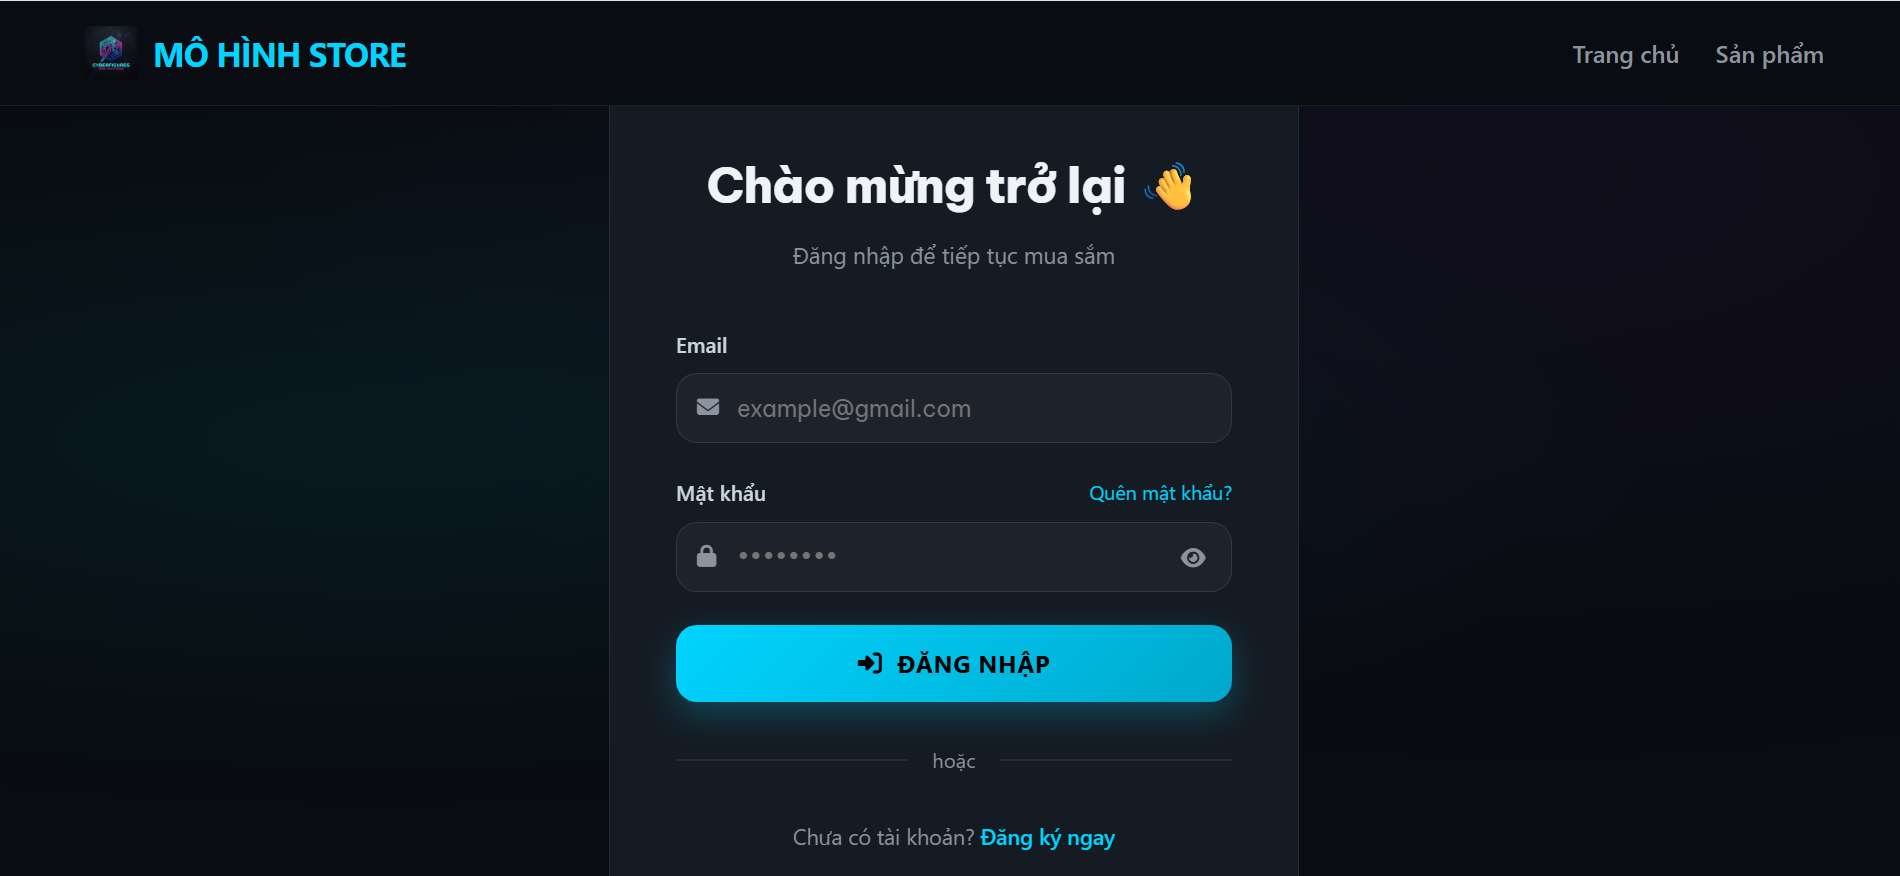 CYBERFIGURES
MÔ HÌNH STORE
Trang chủ
Sản phẩm
Chào mừng trở lại 👋
Đăng nhập để tiếp tục mua sắm
Email
example@gmail.com
Mật khẩu
Quên mật khẩu?
••••••••
ĐĂNG NHẬP
hoặc
Chưa có tài khoản? Đăng ký ngay